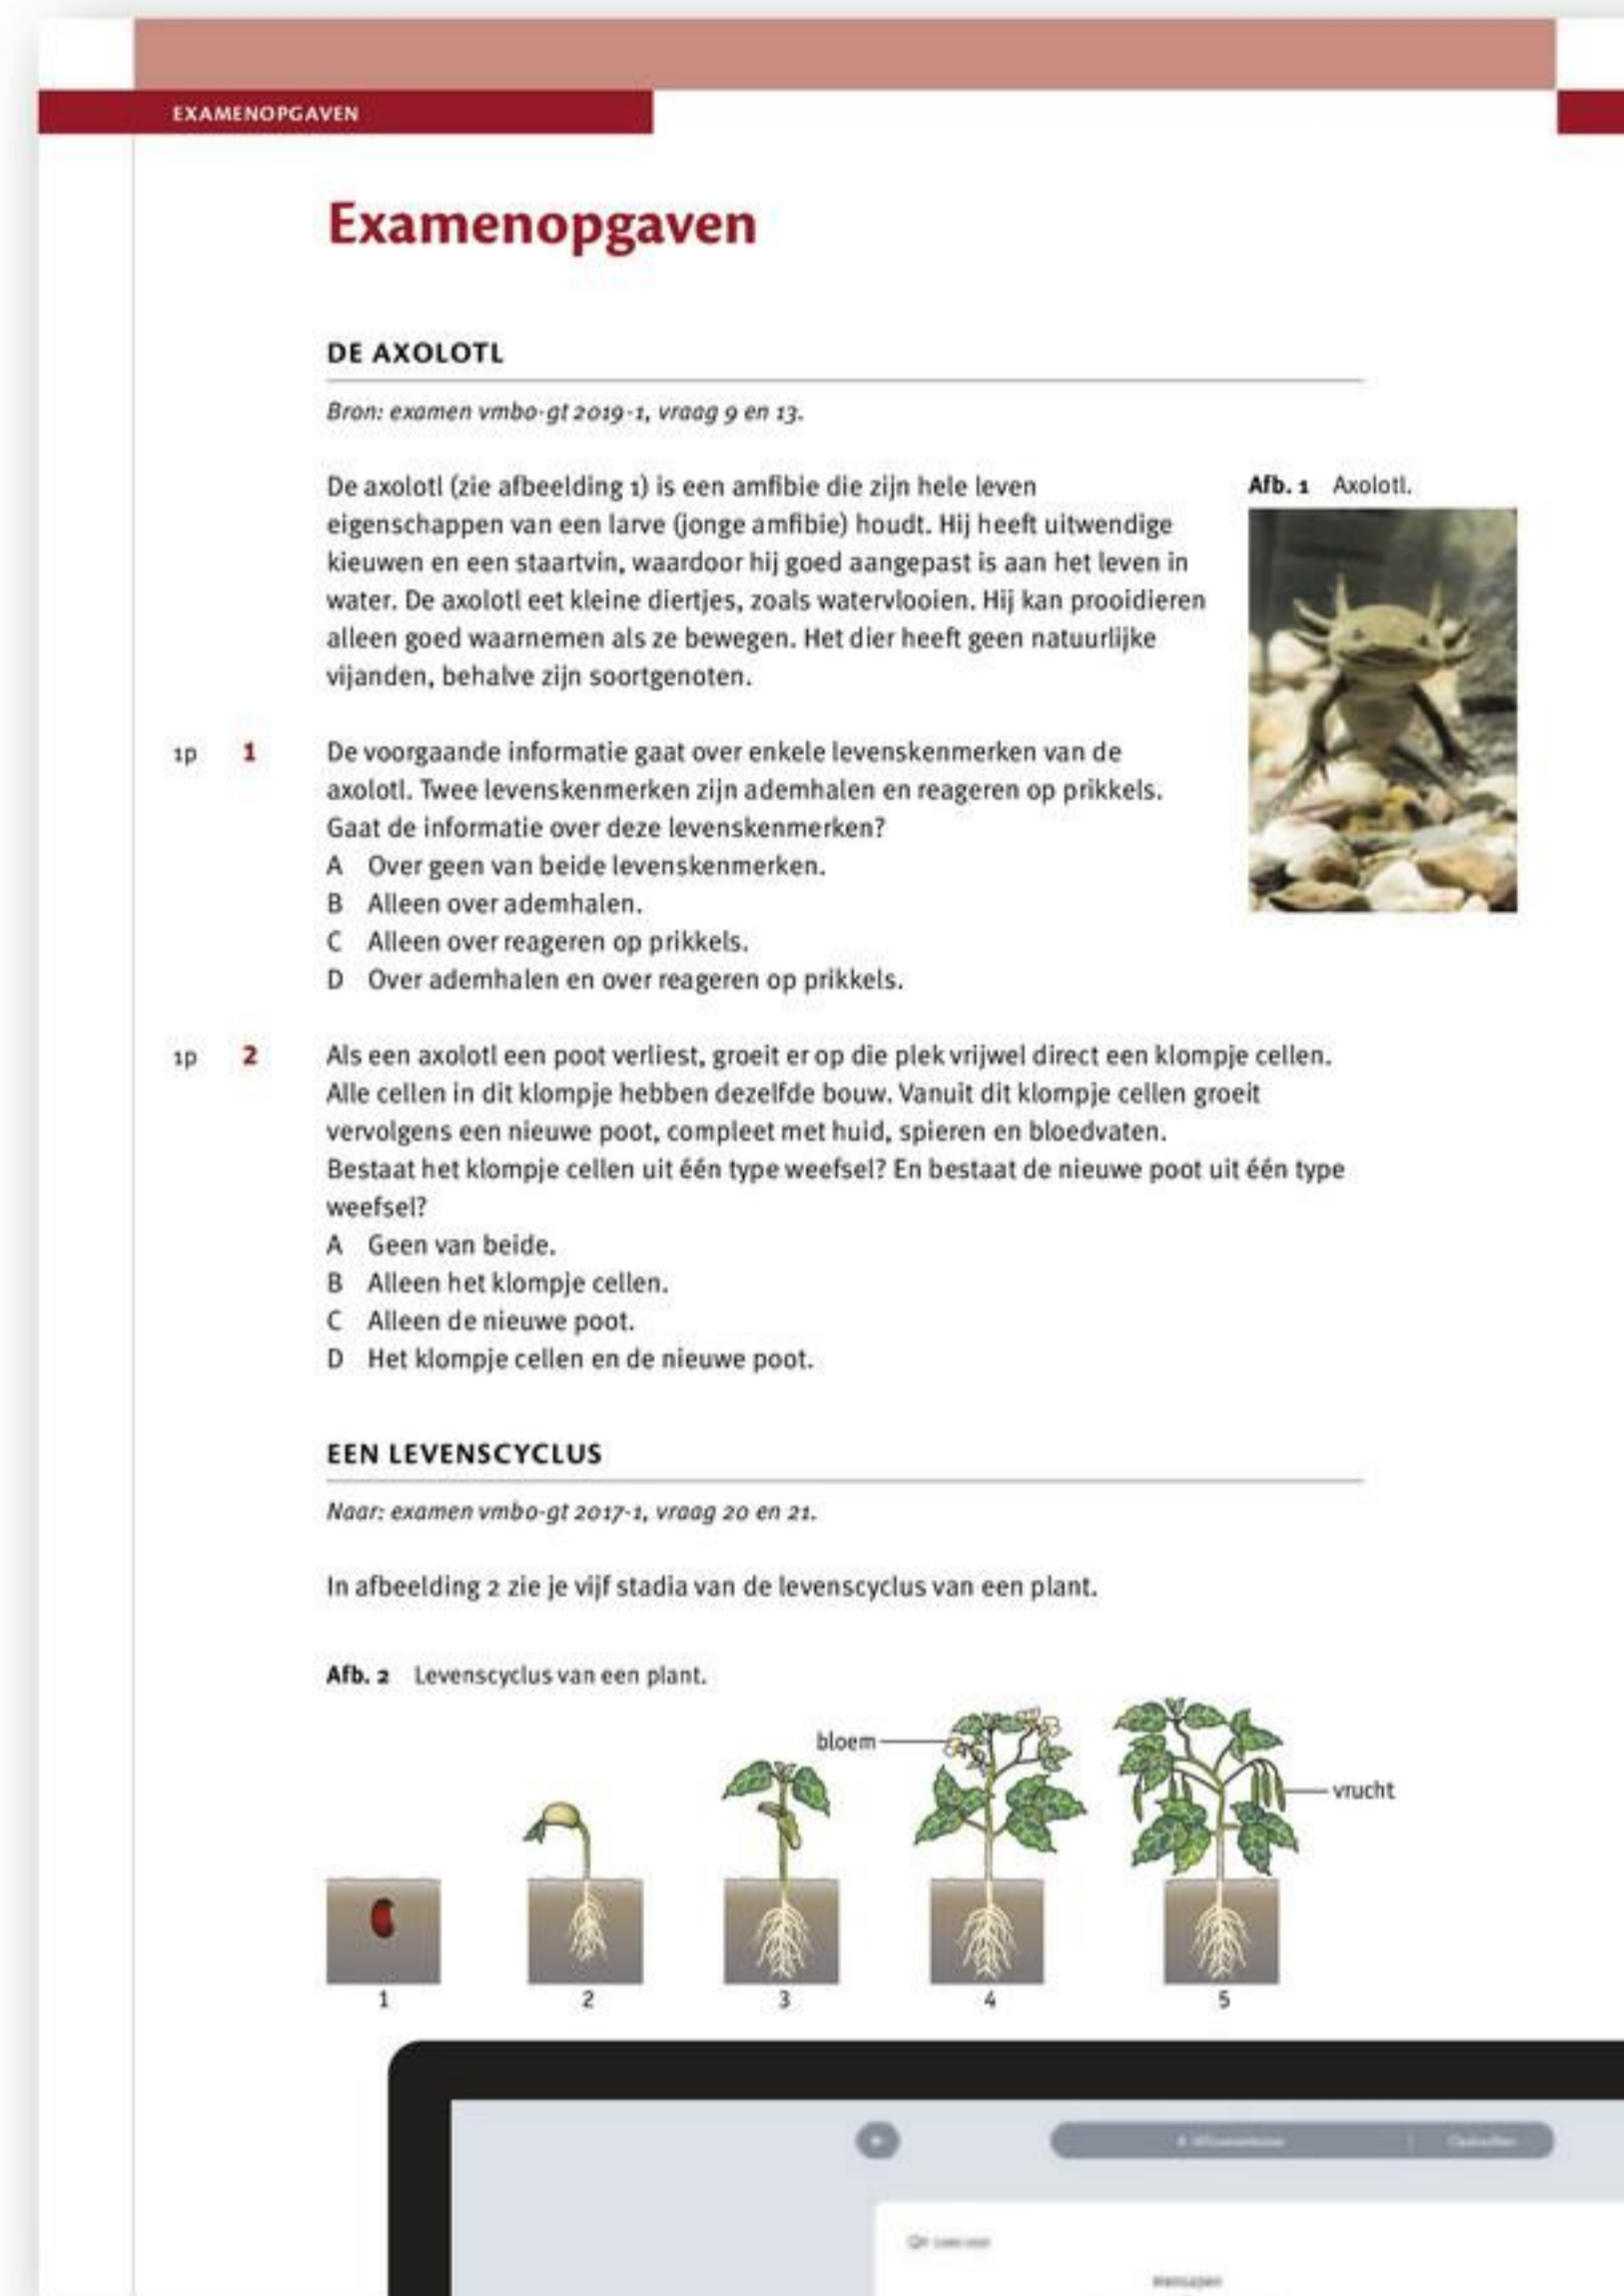 EXAMENOPGAVEN
Examenopgaven
DE AXOLOTL
Bron: examen vmbo-gt 2019-1, vraag 9 en 13.
De axolotl (zie afbeelding 1) is een amfibie die zijn hele leven
eigenschappen van een larve (jonge amfibie) houdt. Hij heeft uitwendige
kieuwen en een staartvin, waardoor hij goed aangepast is aan het leven in
water. De axolotl eet kleine diertjes, zoals watervlooien. Hij kan prooidieren
alleen goed waarnemen als ze bewegen. Het dier heeft geen natuurlijke
vijanden, behalve zijn soortgenoten.
Afb. 1 Axolotl.
1p 1 De voorgaande informatie gaat over enkele levenskenmerken van de
axolotl. Twee levenskenmerken zijn ademhalen en reageren op prikkels.
Gaat de informatie over deze levenskenmerken?
A Over geen van beide levenskenmerken.
B Alleen over ademhalen.
C Alleen over reageren op prikkels.
D Over ademhalen en over reageren op prikkels.
1p 2 Als een axolotl een poot verliest, groeit er op die plek vrijwel direct een klompje cellen.
Alle cellen in dit klompje hebben dezelfde bouw. Vanuit dit klompje cellen groeit
vervolgens een nieuwe poot, compleet met huid, spieren en bloedvaten.
Bestaat het klompje cellen uit één type weefsel? En bestaat de nieuwe poot uit één type
weefsel?
A Geen van beide.
B Alleen het klompje cellen.
C Alleen de nieuwe poot.
D Het klompje cellen en de nieuwe poot.
EEN LEVENSCYCLUS
Naar: examen vmbo-gt 2017-1, vraag 20 en 21.
In afbeelding 2 zie je vijf stadia van de levenscyclus van een plant.
Afb. 2 Levenscyclus van een plant.
bloem
vrucht
1 2 3 4 5